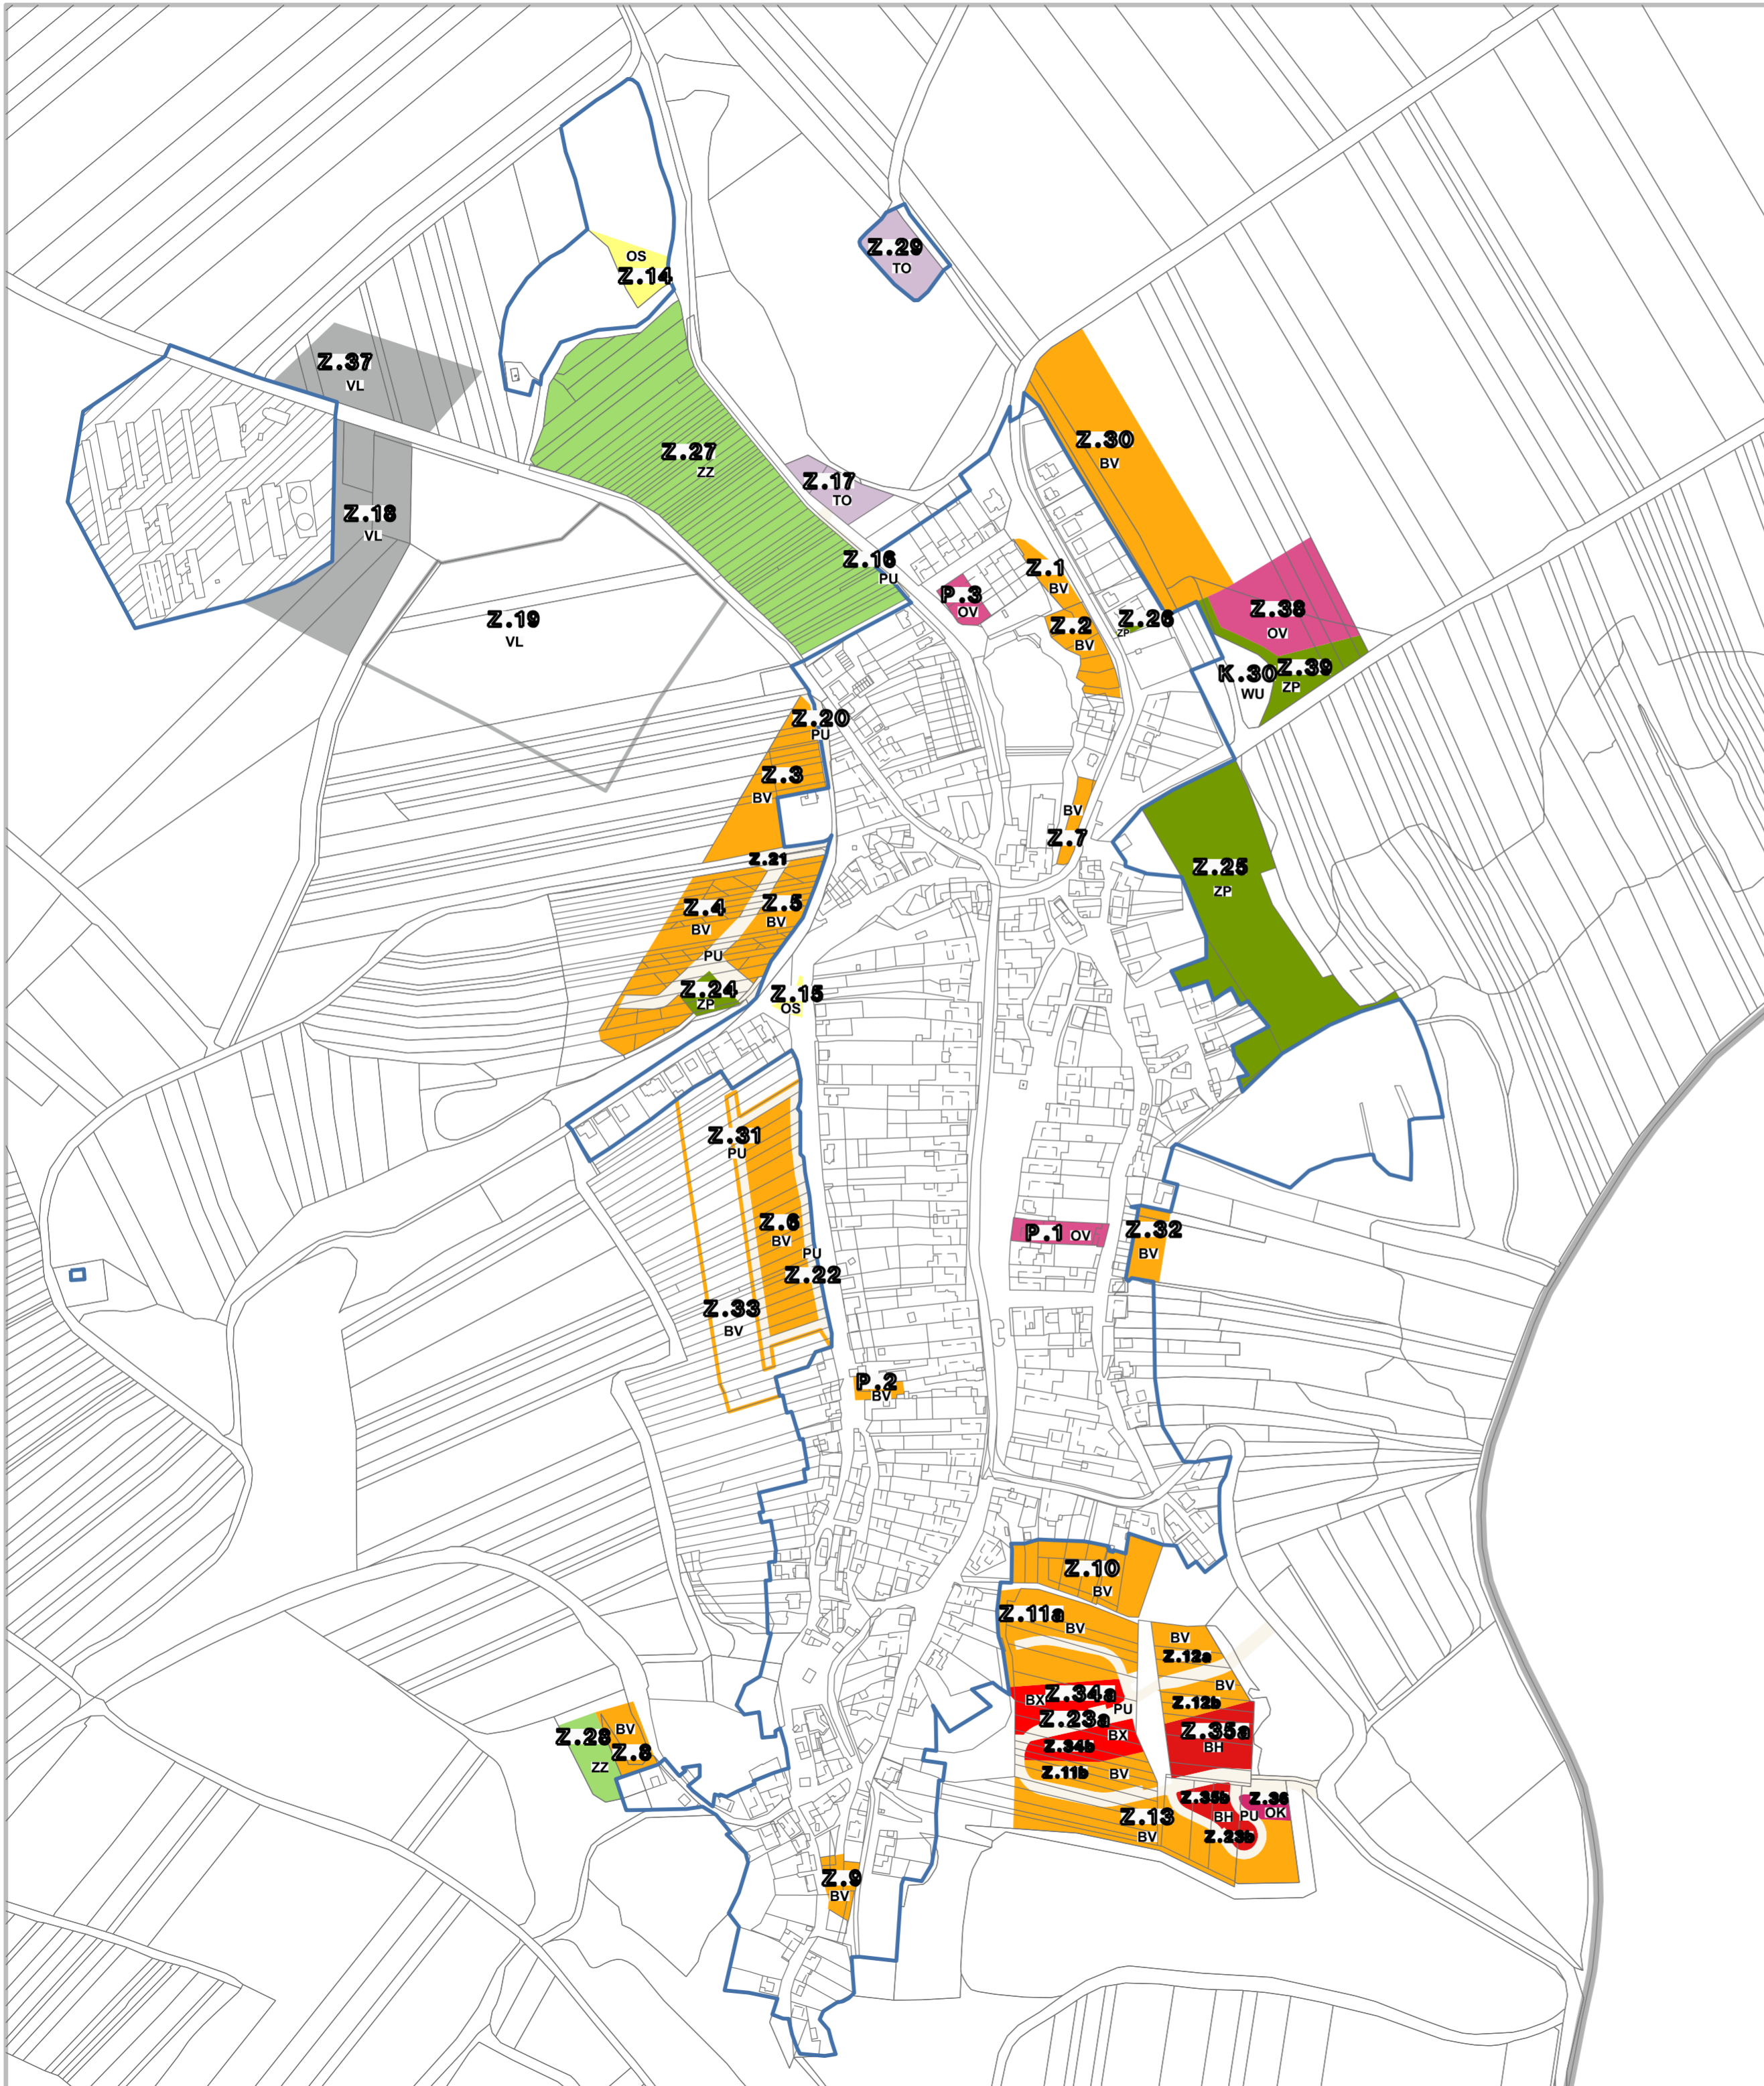 Z.29
TO
OS
Z.14
Z.37
VL
Z.30
BV
Z.27
ZZ
Z.17
TO
Z.18
VL
Z.16
PU
Z.1
BV
P.3
OV
Z.38
OV
Z.26
ZP
Z.2
BV
Z.19
VL
K.30
WU
Z.39
ZP
Z.20
PU
Z.3
BV
BV
Z.7
Z.21
Z.25
ZP
Z.4
BV
Z.5
BV
PU
Z.24
ZP
Z.15
OS
Z.31
PU
Z.6
BV
PU
Z.22
P.1 OV
Z.32
BV
Z.33
BV
P.2
BV
Z.10
BV
Z.11a
BV
BV
Z.12a
BV
Z.12b
BX
Z.34a
PU
Z.23a
BX
Z.35a
BH
Z.34b
Z.11b
BV
Z.28
ZZ
BV
Z.8
Z.35b
BH
PU
Z.36
OK
Z.13
BV
Z.23b
Z.9
BV